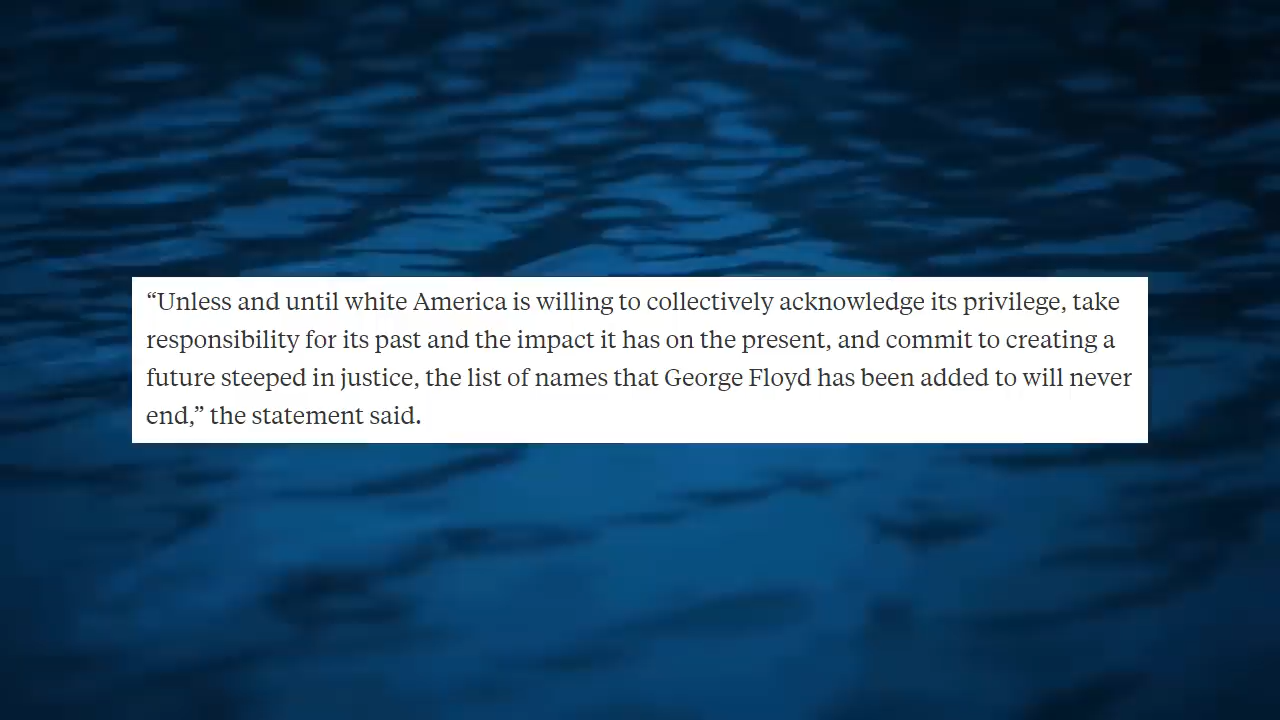 “Unless and until white America is willing to collectively acknowledge its privilege, take
responsibility for its past and the impact it has on the present, and commit to creating a
future steeped in justice, the list of names that George Floyd has been added to will never
end,” the statement said.